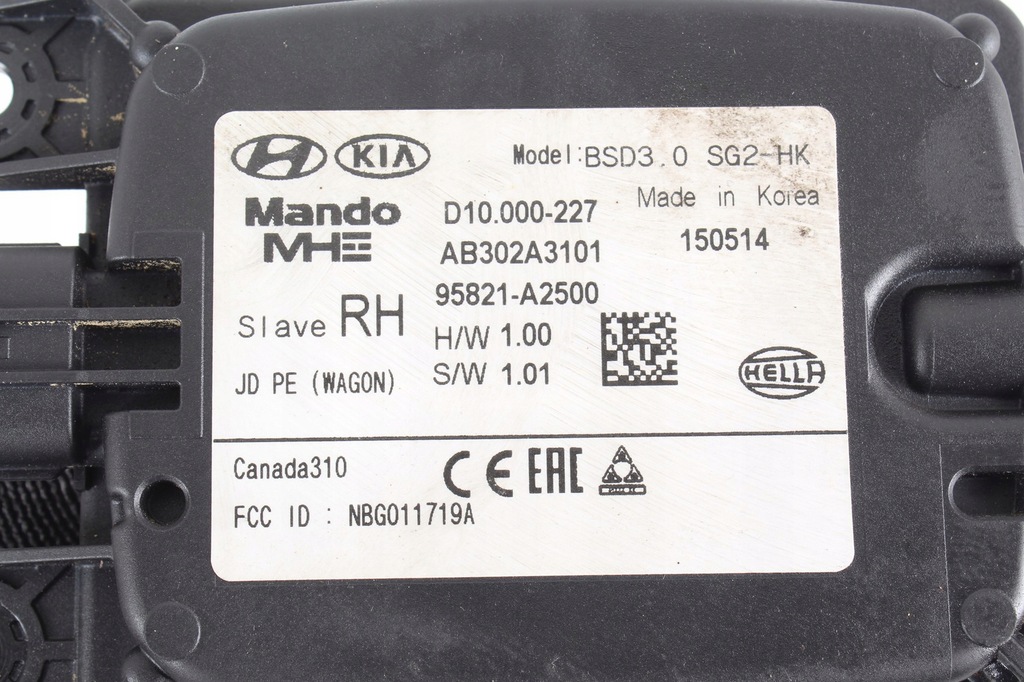 KIA Model:BSD3.0 SG2-HK
Mando D10.000-227 Made in Korea
MHE AB302A3101 150514
95821-A2500
Slave RH H/W 1.00
JD PE (WAGON) S/W 1.01 HELLA
Canada310 CE EAC
FCC ID : NBG011719A